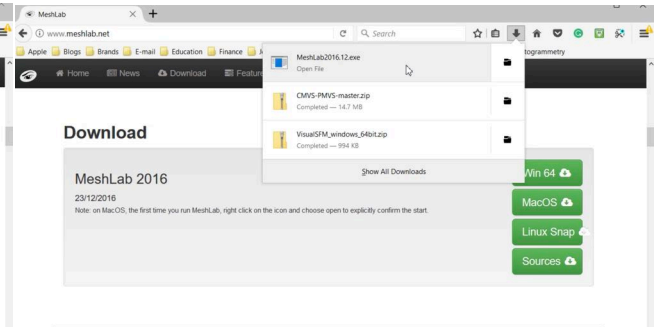 MeshLab
www.meshlab.net
Search
Apple Blogs Brands E-mail Education Finance
togrammetry
Home News Download Feature
MeshLab2016.12.exe
Open File
CMVS-PMVS-master.zip
Completed — 14.7 MB
VisualSFM_windows_64bit.zip
Completed — 994 KB
Show All Downloads
Download
MeshLab 2016
23/12/2016
Note: on MacOS, the first time you run MeshLab, right click on the icon and choose open to explicitly confirm the start.
Win 64
MacOS
Linux Snap
Sources